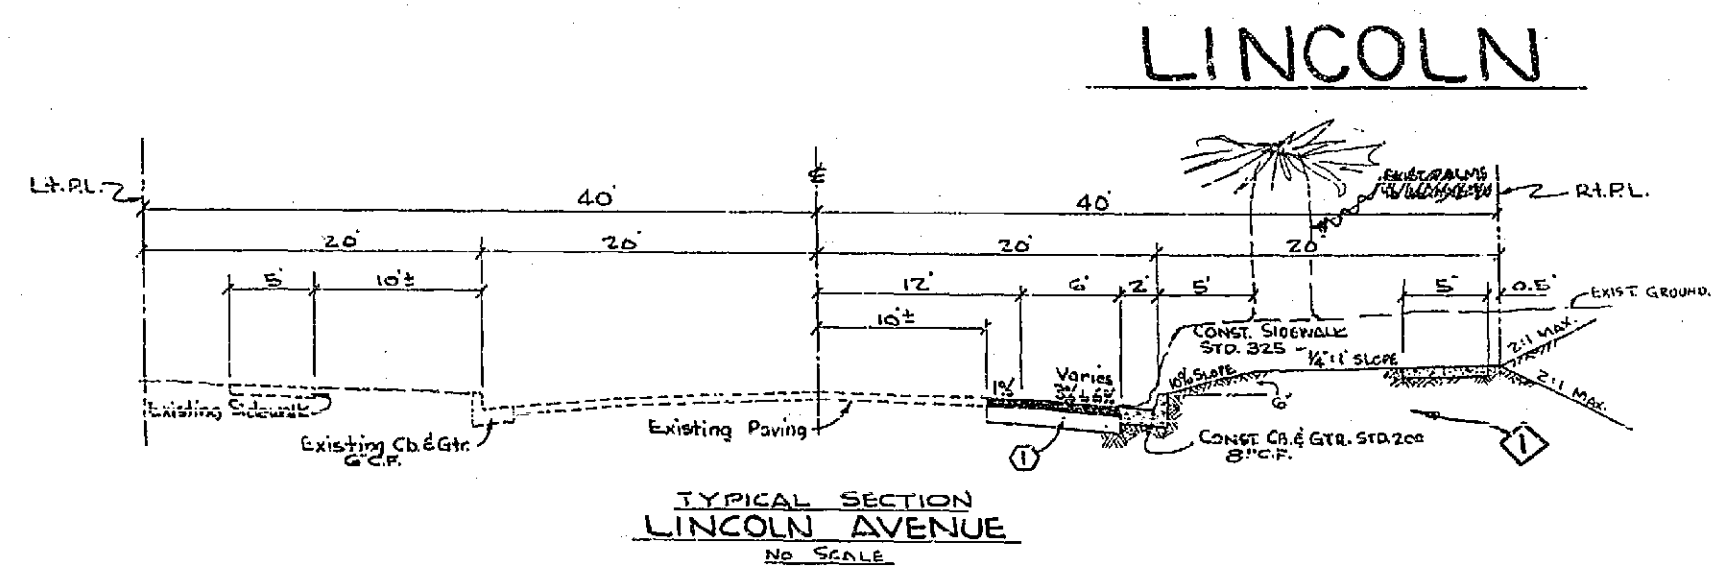 LINCOLN
Lt. P.L.
℄
EXIST. PALMS
Rt. P.L.
40'
40'
20'
20'
20'
20'
5'
10'±
12'
6'
2'
5'
5'
0.5'
EXIST. GROUND.
10'±
CONST. SIDEWALK
STD. 325
1/4":1' SLOPE
2:1 MAX.
2:1 MAX.
Varies
10% SLOPE
6"
Existing Sidewalk
Existing Cb. & Gtr.
6" C.F.
Existing Paving
1
CONST. CB. & GTR. STD. 200
8" C.F.
1
TYPICAL SECTION
LINCOLN AVENUE
NO SCALE